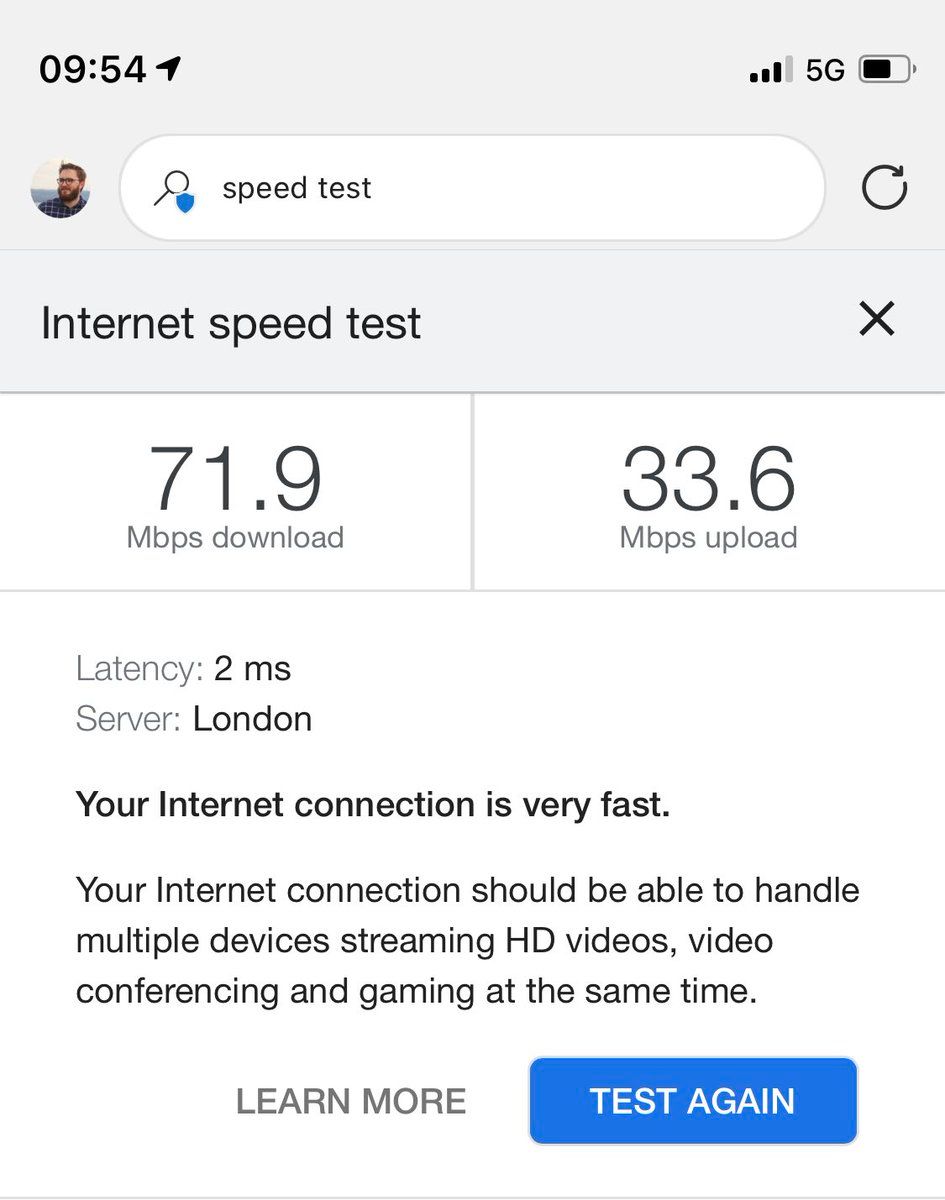 09:54 5G
speed test
Internet speed test
71.9 33.6
Mbps download Mbps upload
Latency: 2 ms
Server: London
Your Internet connection is very fast.
Your Internet connection should be able to handle
multiple devices streaming HD videos, video
conferencing and gaming at the same time.
LEARN MORE TEST AGAIN